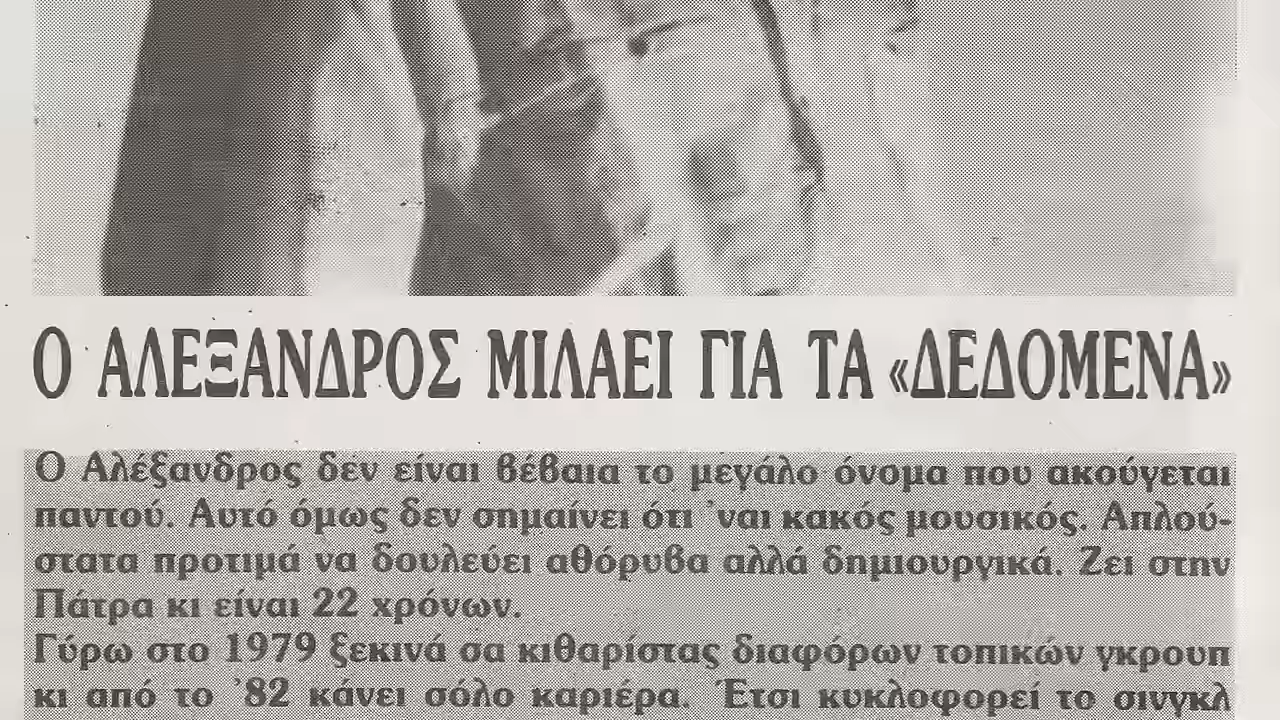 Ο ΑΛΕΞΑΝΔΡΟΣ ΜΙΛΑΕΙ ΓΙΑ ΤΑ «ΔΕΔΟΜΕΝΑ»
Ο Αλέξανδρος δεν είναι βέβαια το μεγάλο όνομα που ακούγεται
παντού. Αυτό όμως δεν σημαίνει ότι ’ναι κακός μουσικός. Απλού-
στατα προτιμά να δουλεύει αθόρυβα αλλά δημιουργικά. Ζει στην
Πάτρα κι είναι 22 χρόνων.
Γύρω στο 1979 ξεκινά σα κιθαρίστας διαφόρων τοπικών γκρουπ
κι από το ’82 κάνει σόλο καριέρα. Έτσι κυκλοφορεί το σινγκλ